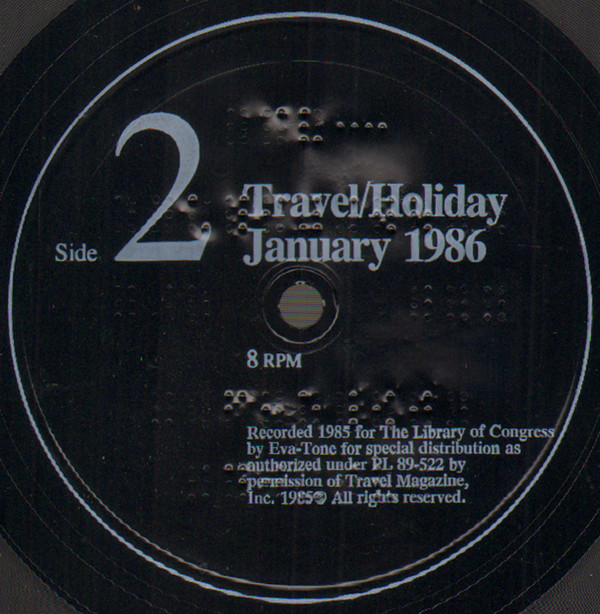 Side 2
Travel/Holiday
January 1986
8 RPM
Recorded 1985 for The Library of Congress
by Eva-Tone for special distribution as
authorized under PL 89-522 by
permission of Travel Magazine,
Inc. 1985© All rights reserved.